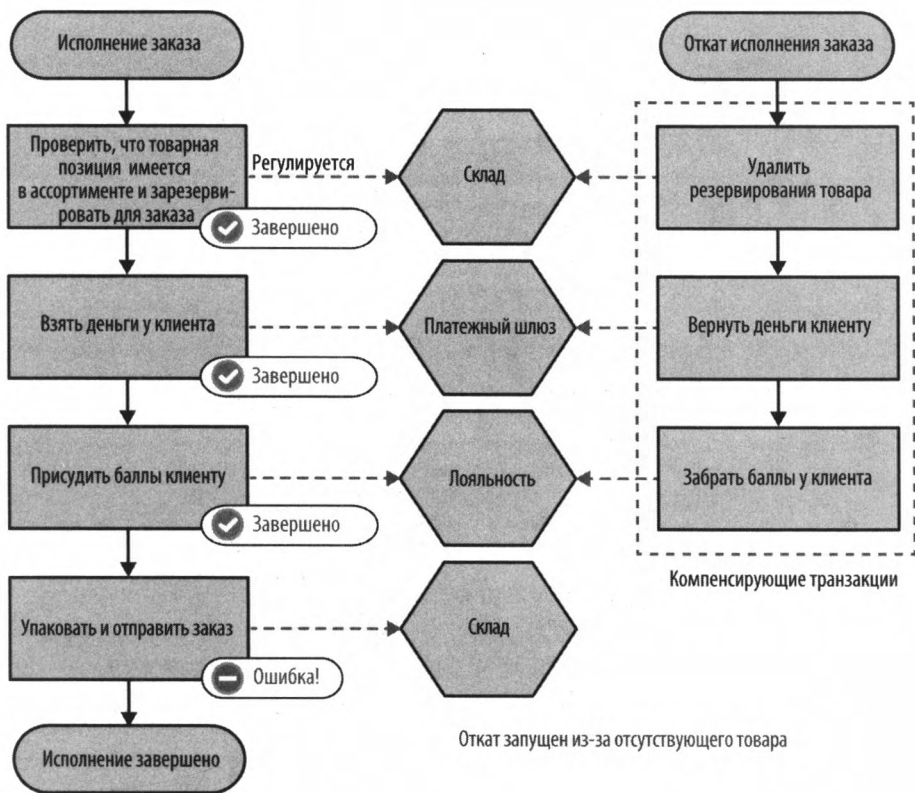 Исполнение заказа
Откат исполнения заказа
Проверить, что товарная
позиция имеется
в ассортименте и зарезерви-
ровать для заказа
Регулируется
Склад
Удалить
резервирования товара
Завершено
Взять деньги у клиента
Платежный шлюз
Вернуть деньги клиенту
Завершено
Присудить баллы клиенту
Лояльность
Забрать баллы у клиента
Завершено
Компенсирующие транзакции
Упаковать и отправить заказ
Склад
Ошибка!
Откат запущен из-за отсутствующего товара
Исполнение завершено